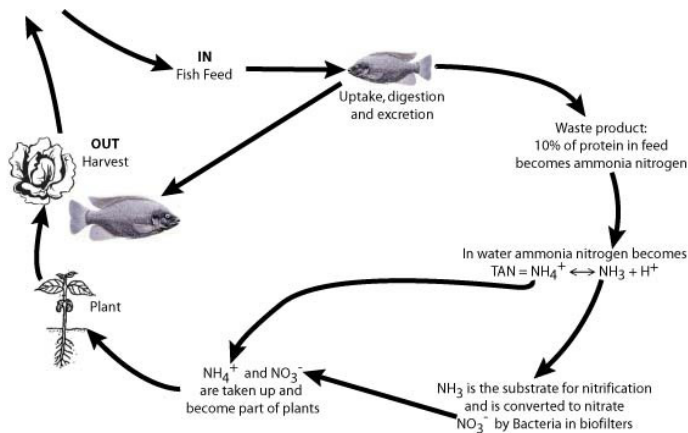 IN
Fish Feed
Uptake, digestion
and excretion
Waste product:
10% of protein in feed
becomes ammonia nitrogen
In water ammonia nitrogen becomes
TAN = NH₄⁺ ↔ NH₃ + H⁺
NH₃ is the substrate for nitrification
and is converted to nitrate
NO₃⁻ by Bacteria in biofilters
NH₄⁺ and NO₃⁻
are taken up and
become part of plants
Plant
OUT
Harvest